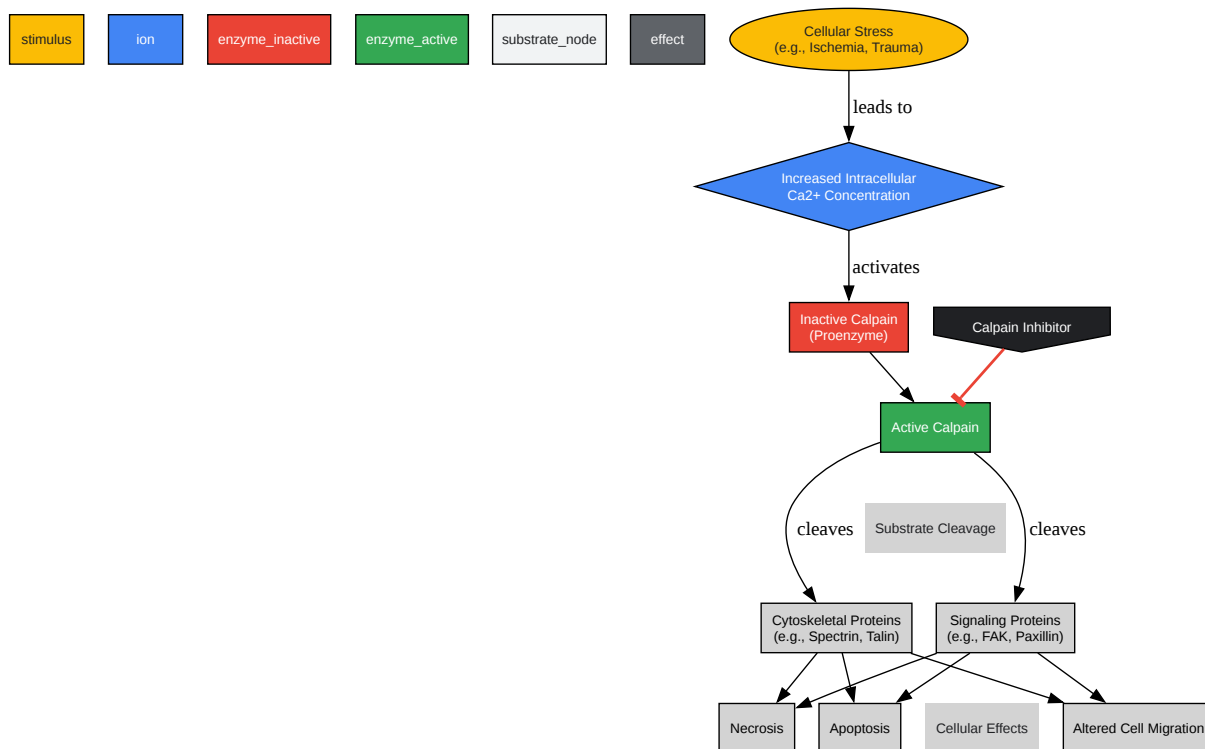 stimulus
ion
enzyme_inactive
enzyme_active
substrate_node
effect
Cellular Stress
(e.g., Ischemia, Trauma)
leads to
Increased Intracellular
Ca2+ Concentration
activates
Inactive Calpain
(Proenzyme)
Calpain Inhibitor
Active Calpain
cleaves
Substrate Cleavage
cleaves
Cytoskeletal Proteins
(e.g., Spectrin, Talin)
Signaling Proteins
(e.g., FAK, Paxillin)
Necrosis
Apoptosis
Cellular Effects
Altered Cell Migration